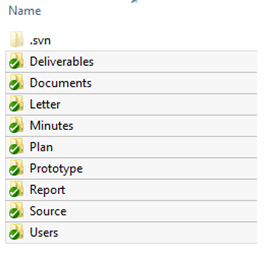 Name
.svn
Deliverables
Documents
Letter
Minutes
Plan
Prototype
Report
Source
Users